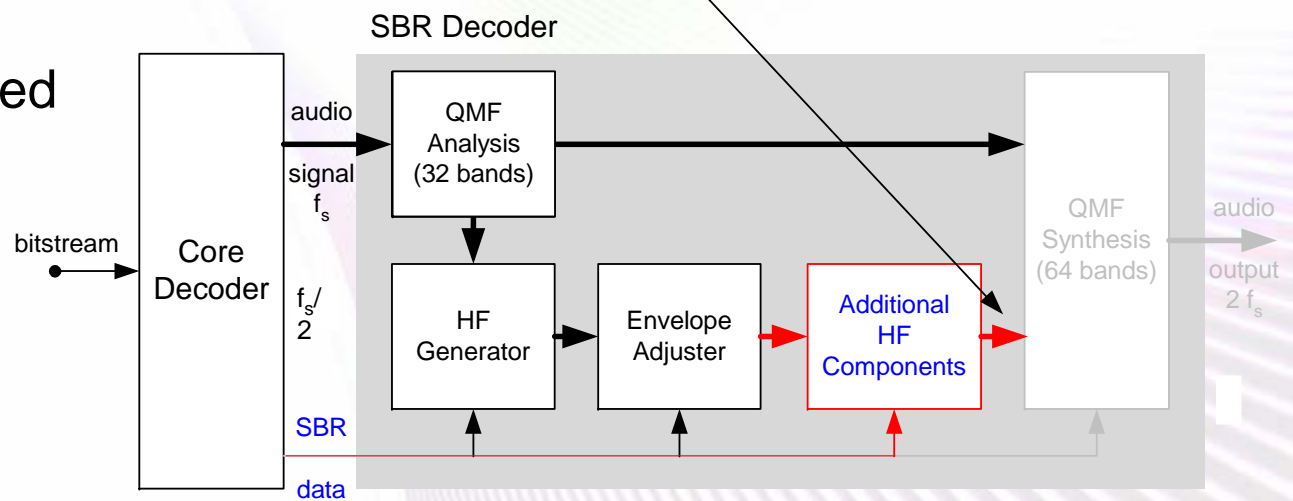 SBR Decoder
ed
audio
signal
fs
QMF
Analysis
(32 bands)
bitstream
Core
Decoder
fs/
2
HF
Generator
Envelope
Adjuster
Additional
HF
Components
QMF
Synthesis
(64 bands)
audio
output
2 fs
SBR
data